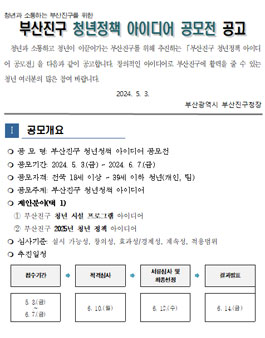 청년과 소통하는 부산진구를 위한
부산진구 청년정책 아이디어 공모전 공고
청년과 소통하고 청년이 이끌어가는 부산진구를 위해 추진하는 「부산진구 청년정책 아이디
어 공모전」을 다음과 같이 공고합니다. 창의적인 아이디어로 부산진구에 활력을 줄 수 있는
청년 여러분의 많은 참여 바랍니다.
2024. 5. 3.
부산광역시 부산진구청장
Ⅰ 공모개요
❍ 공 모 명: 부산진구 청년정책 아이디어 공모전
❍ 공모기간: 2024. 5. 3.(금) ~ 2024. 6. 7.(금)
❍ 공모자격: 전국 18세 이상 ~ 39세 이하 청년(개인, 팀)
❍ 공모주제: 부산진구 청년정책 아이디어
❍ 제안분야(택 1)
① 부산진구 청년 시설 프로그램 아이디어
② 부산진구 2025년 청년 정책 아이디어
❍ 심사기준: 실시 가능성, 창의성, 효과성/경제성, 계속성, 적용범위
❍ 추진일정
접수기간 적격심사 서류심사 및 최종선정 결과발표
5. 3.(금) ~ 6. 7.(금) 6. 10.(월) 6. 12.(수) 6. 14.(금)